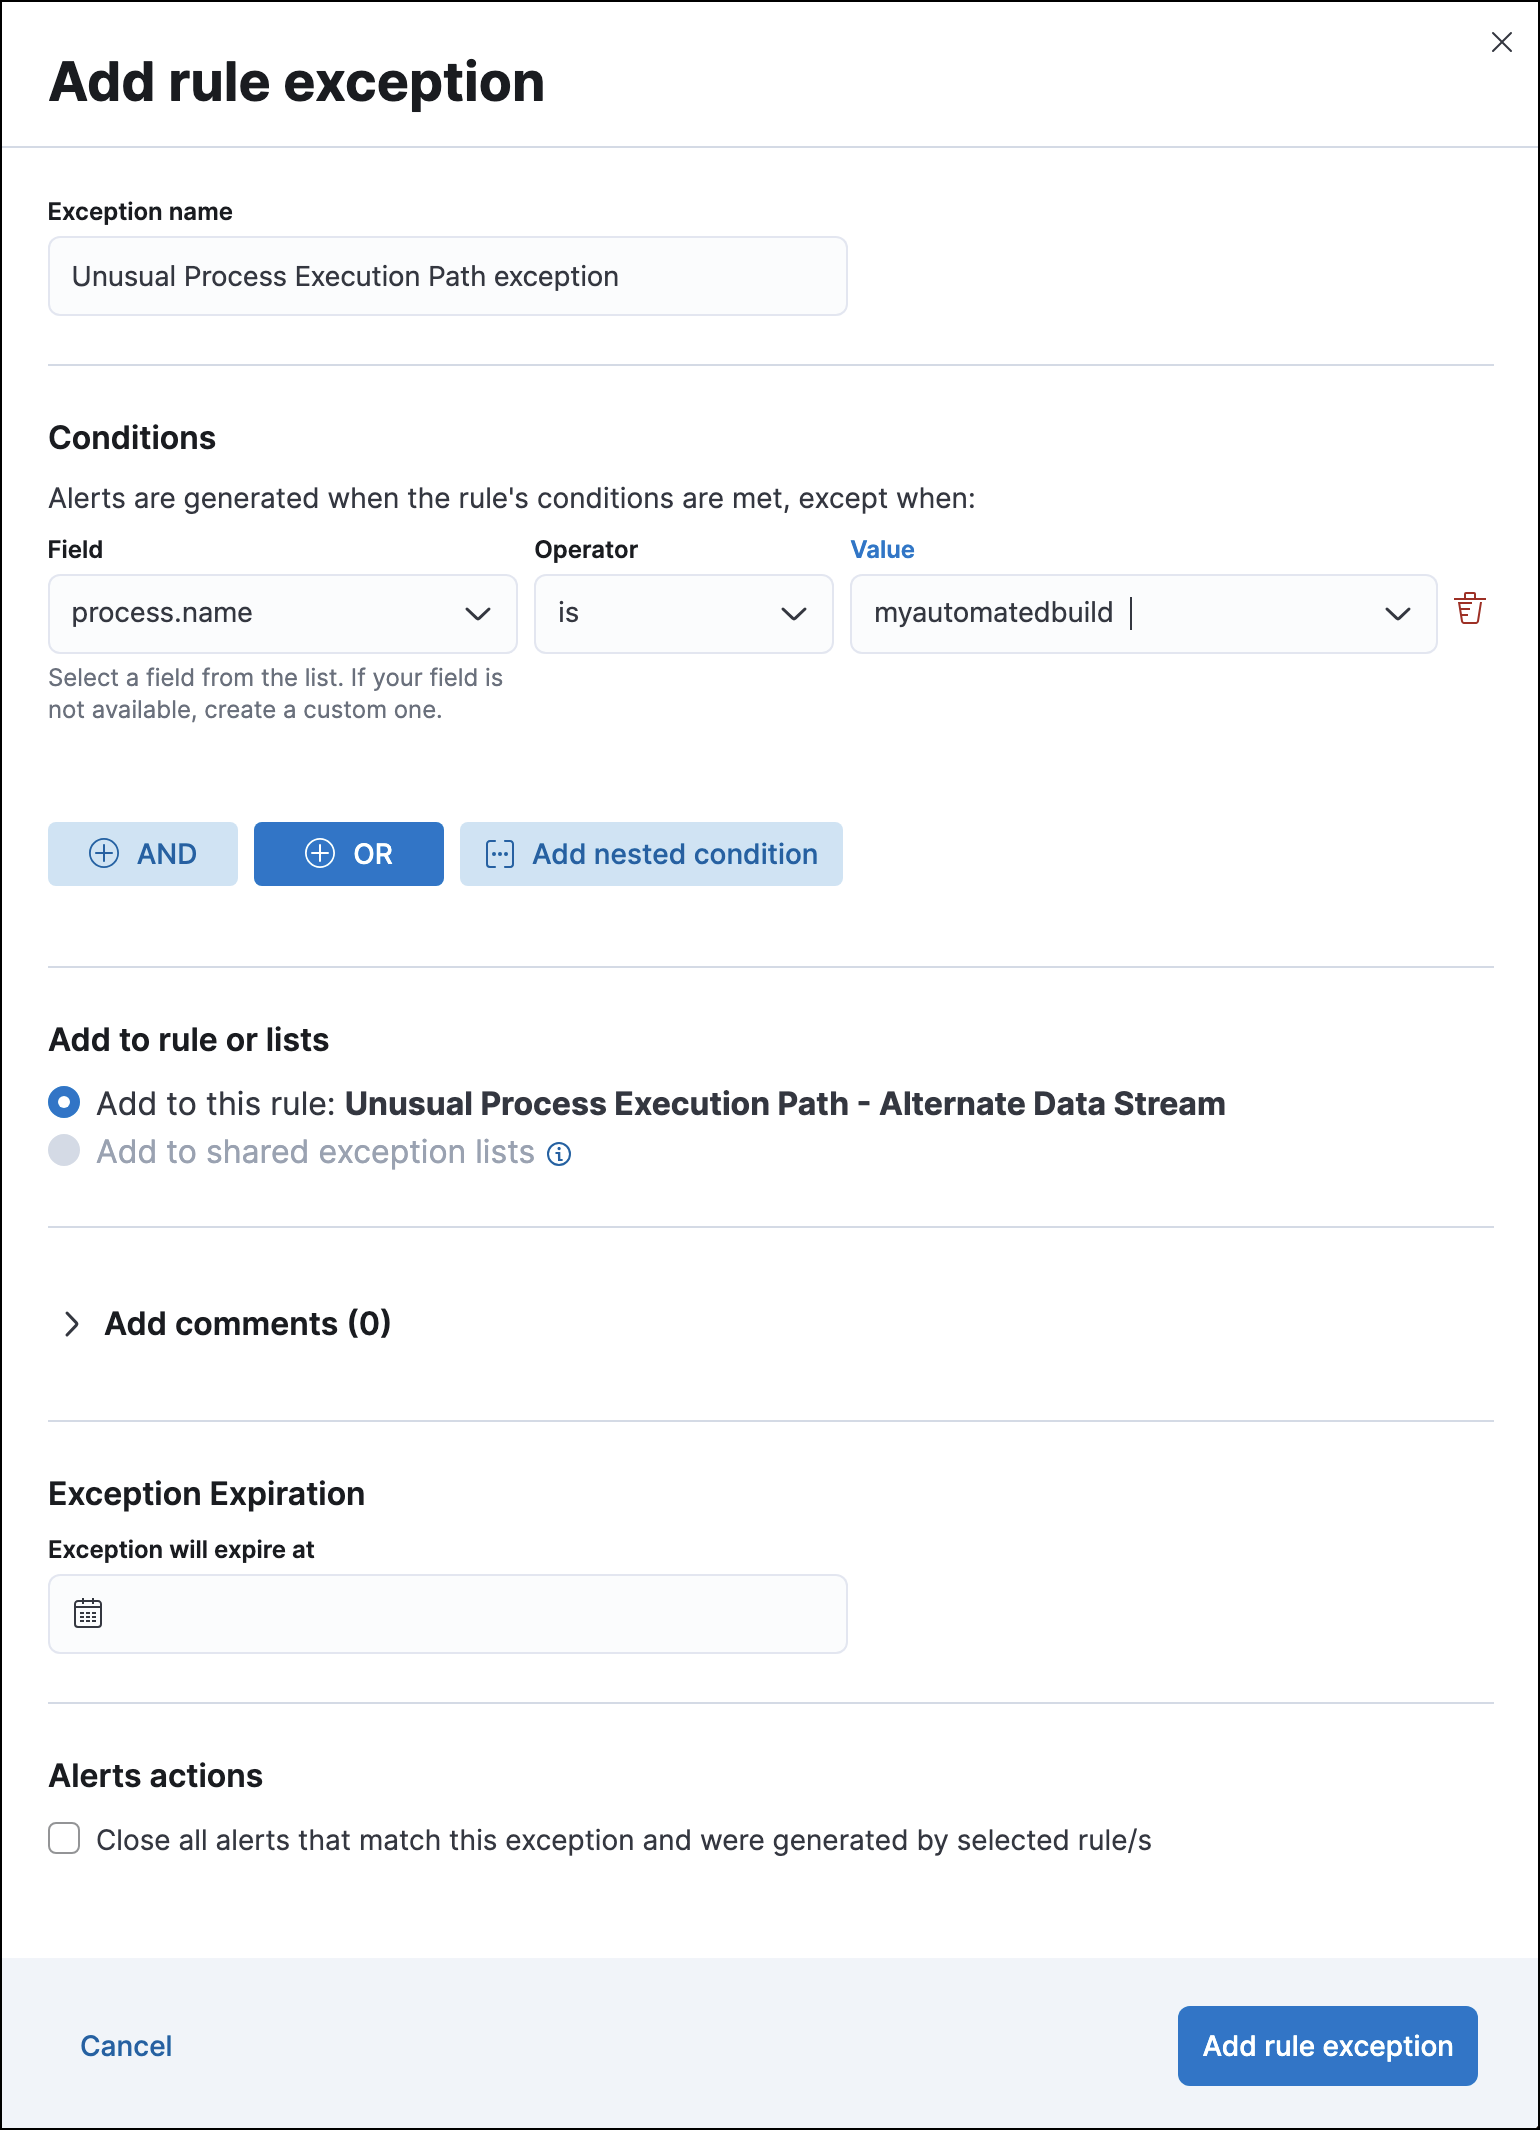 Add rule exception
Exception name
Unusual Process Execution Path exception
Conditions
Alerts are generated when the rule's conditions are met, except when:
Field Operator Value
process.name is myautomatedbuild
Select a field from the list. If your field is
not available, create a custom one.
AND OR Add nested condition
Add to rule or lists
Add to this rule: Unusual Process Execution Path - Alternate Data Stream
Add to shared exception lists
Add comments (0)
Exception Expiration
Exception will expire at
Alerts actions
Close all alerts that match this exception and were generated by selected rule/s
Cancel Add rule exception